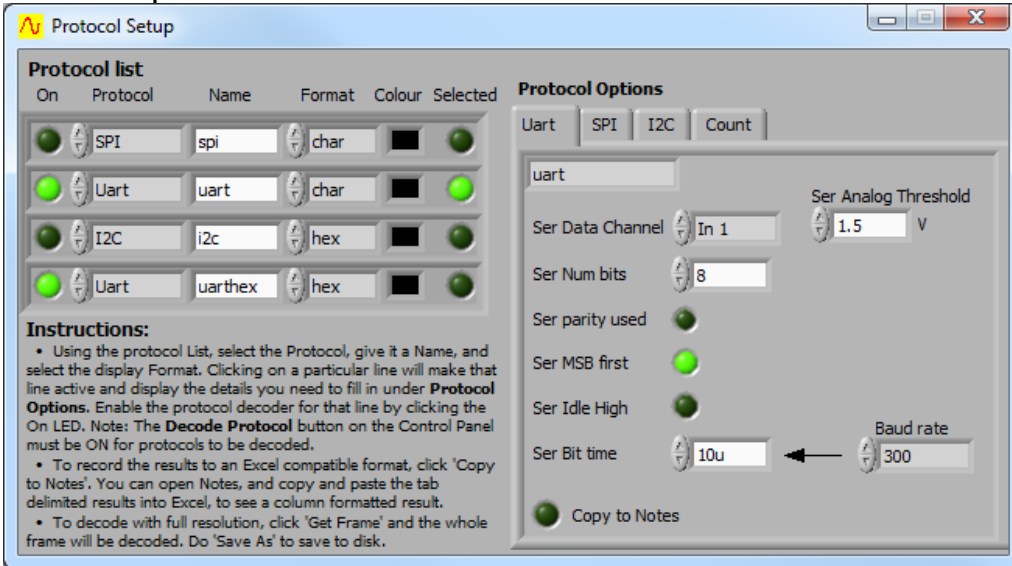 Protocol Setup
Protocol list
On Protocol Name Format Colour Selected
SPI spi char
Uart uart char
I2C i2c hex
Uart uarthex hex
Instructions:
• Using the protocol List, select the Protocol, give it a Name, and
select the display Format. Clicking on a particular line will make that
line active and display the details you need to fill in under Protocol
Options. Enable the protocol decoder for that line by clicking the
On LED. Note: The Decode Protocol button on the Control Panel
must be ON for protocols to be decoded.
• To record the results to an Excel compatible format, click 'Copy
to Notes'. You can open Notes, and copy and paste the tab
delimited results into Excel, to see a column formatted result.
• To decode with full resolution, click 'Get Frame' and the whole
frame will be decoded. Do 'Save As' to save to disk.
Protocol Options
Uart SPI I2C Count
uart
Ser Analog Threshold
Ser Data Channel In 1 1.5 V
Ser Num bits 8
Ser parity used
Ser MSB first
Ser Idle High
Baud rate
Ser Bit time 10u 300
Copy to Notes